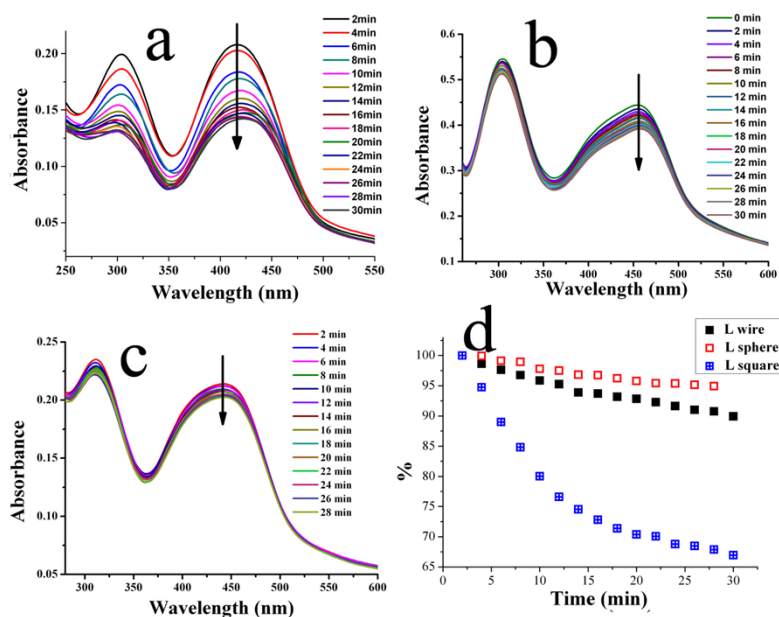 a
2min
4min
6min
8min
10min
12min
14min
16min
18min
20min
22min
24min
26min
28min
30min
0.20
0.15
0.10
0.05
250 300 350 400 450 500 550
Absorbance
Wavelength (nm)
b
0 min
2 min
4 min
6 min
8 min
10 min
12 min
14 min
16 min
18 min
20 min
22 min
24 min
26 min
28 min
30 min
0.6
0.5
0.4
0.3
0.2
0.1
300 350 400 450 500 550 600
Absorbance
Wavelength (nm)
c
2 min
4 min
6 min
8 min
10 min
12 min
14 min
16 min
18 min
20 min
22 min
24 min
26 min
28 min
0.25
0.20
0.15
0.10
0.05
300 350 400 450 500 550 600
Absorbance
Wavelength (nm)
d
L wire
L sphere
L square
100
95
90
85
80
75
70
65
0 5 10 15 20 25 30
%
Time (min)